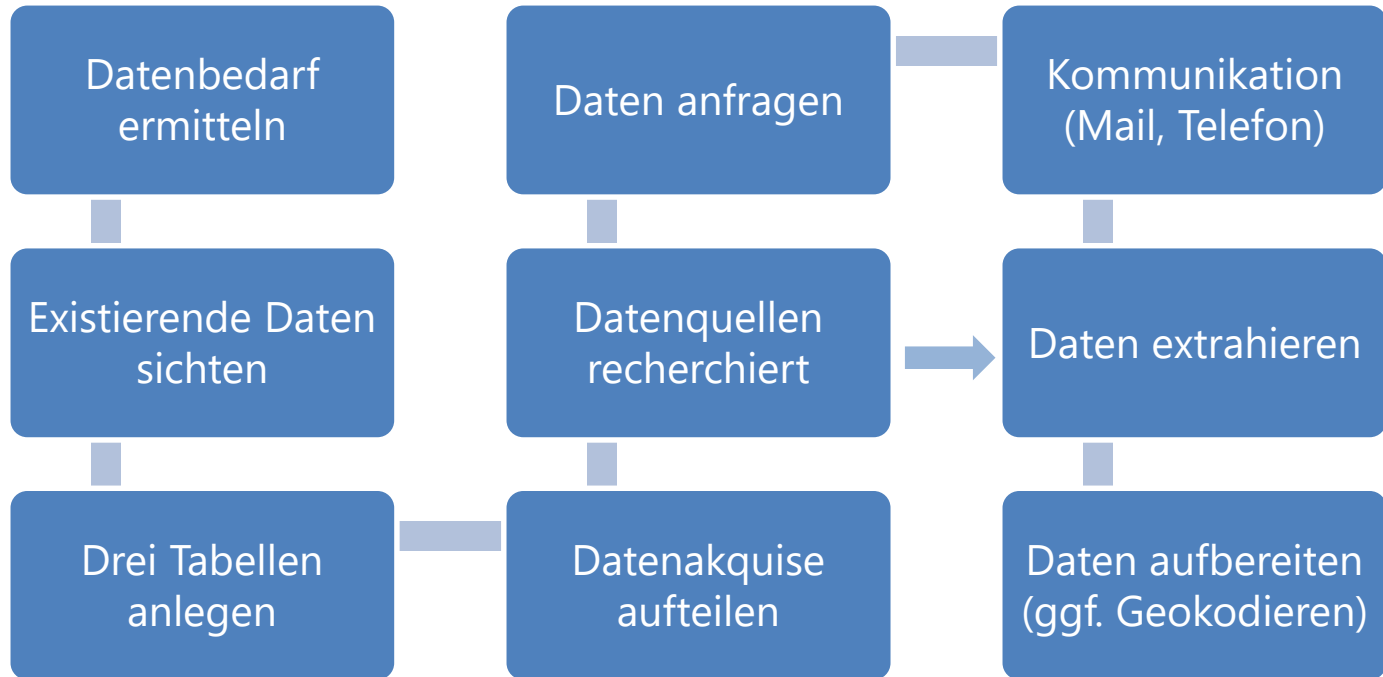 Datenbedarf
ermitteln
Existierende Daten
sichten
Drei Tabellen
anlegen
Datenakquise
aufteilen
Datenquellen
recherchiert
Daten anfragen
Kommunikation
(Mail, Telefon)
Daten extrahieren
Daten aufbereiten
(ggf. Geokodieren)